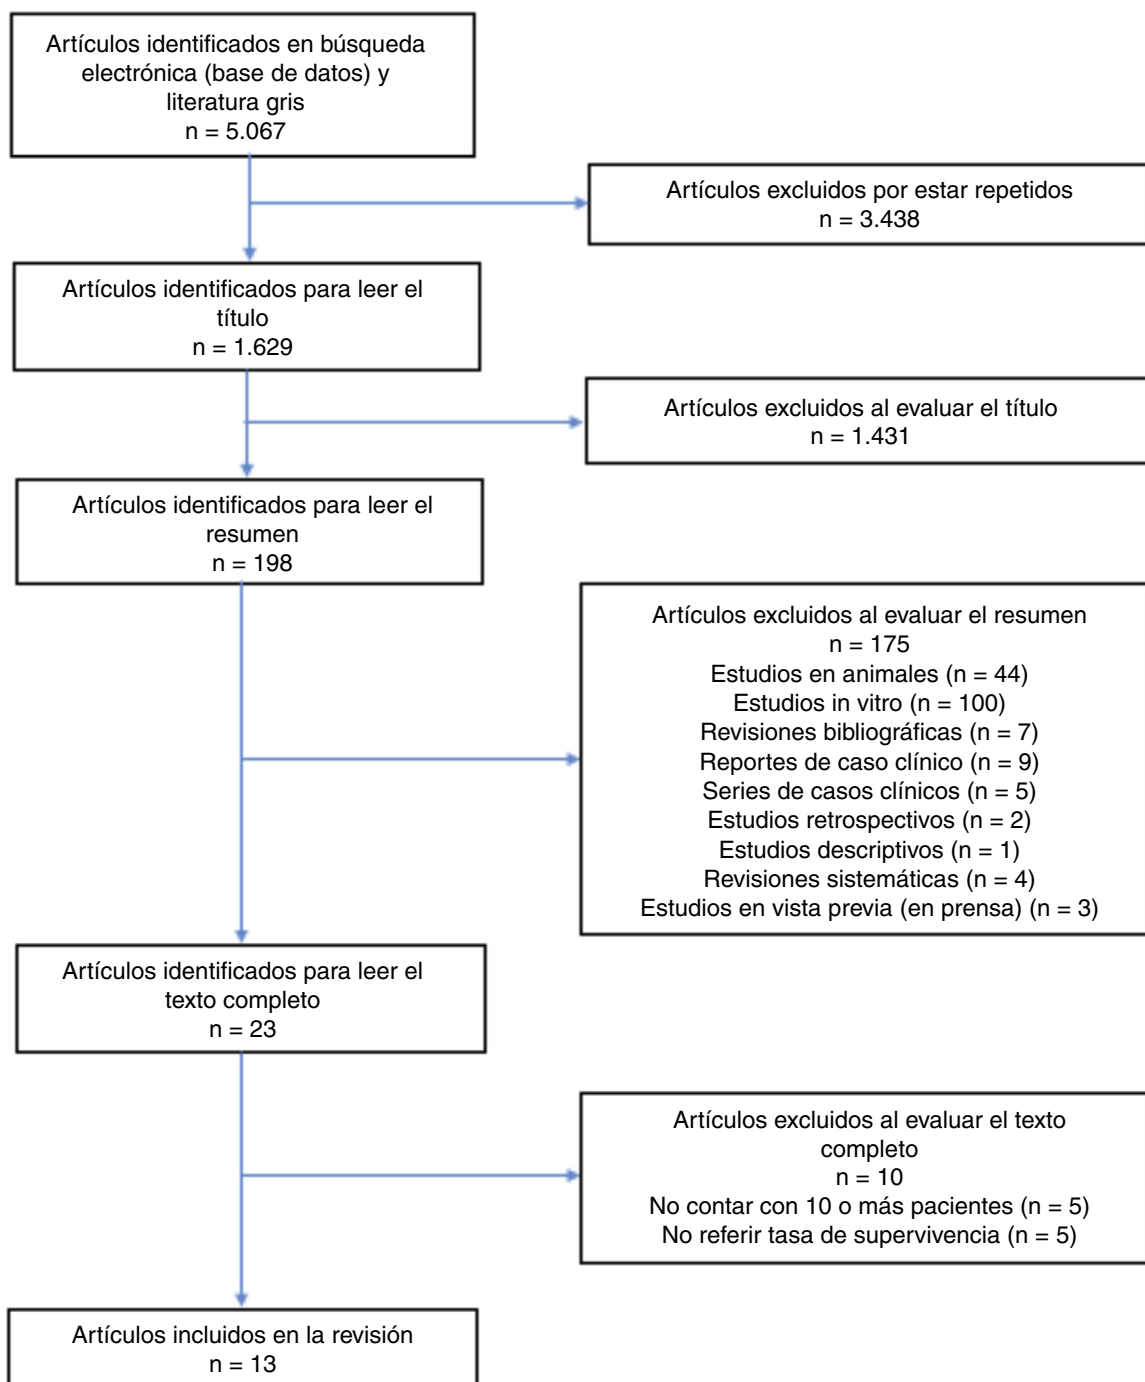 Artículos identificados en búsqueda
electrónica (base de datos) y
literatura gris
n = 5.067
Artículos excluidos por estar repetidos
n = 3.438
Artículos identificados para leer el
título
n = 1.629
Artículos excluidos al evaluar el título
n = 1.431
Artículos identificados para leer el
resumen
n = 198
Artículos excluidos al evaluar el resumen
n = 175
Estudios en animales (n = 44)
Estudios in vitro (n = 100)
Revisiones bibliográficas (n = 7)
Reportes de caso clínico (n = 9)
Series de casos clínicos (n = 5)
Estudios retrospectivos (n = 2)
Estudios descriptivos (n = 1)
Revisiones sistemáticas (n = 4)
Estudios en vista previa (en prensa) (n = 3)
Artículos identificados para leer el
texto completo
n = 23
Artículos excluidos al evaluar el texto
completo
n = 10
No contar con 10 o más pacientes (n = 5)
No referir tasa de supervivencia (n = 5)
Artículos incluidos en la revisión
n = 13